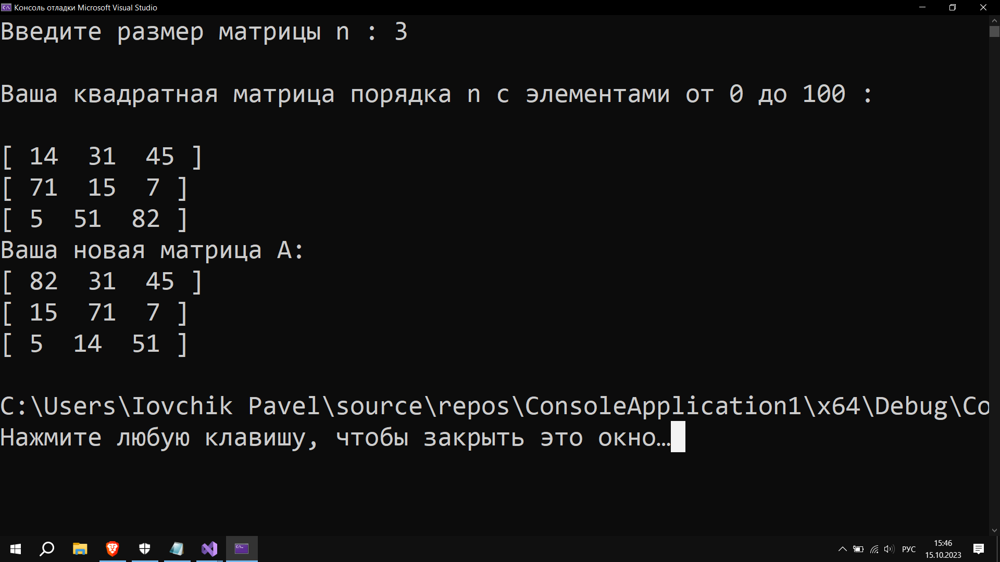 Консоль отладки Microsoft Visual Studio
Введите размер матрицы n : 3
Ваша квадратная матрица порядка n с элементами от 0 до 100 :
[ 14  31  45 ]
[ 71  15  7 ]
[ 5  51  82 ]
Ваша новая матрица А:
[ 82  31  45 ]
[ 15  71  7 ]
[ 5  14  51 ]
C:\Users\Iovchik Pavel\source\repos\ConsoleApplication1\x64\Debug\Co
Нажмите любую клавишу, чтобы закрыть это окно…
РУС
15:46
15.10.2023